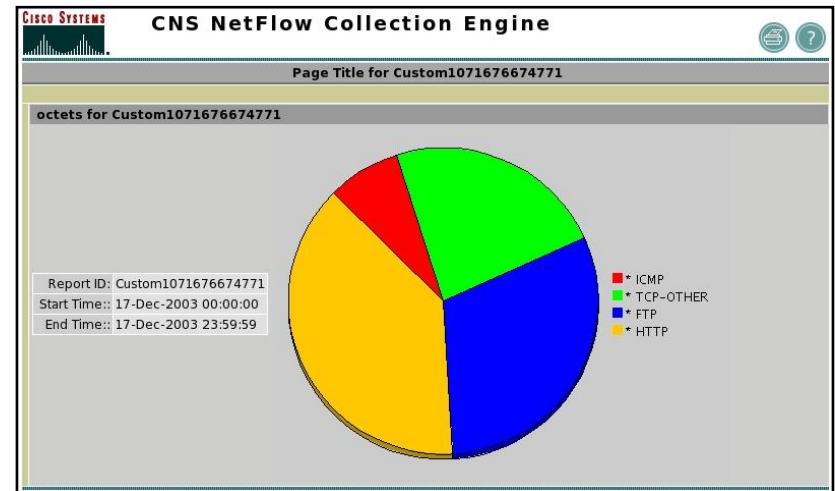 CISCO SYSTEMS
CNS NetFlow Collection Engine
?
Page Title for Custom1071676674771
octets for Custom1071676674771
Report ID: Custom1071676674771
Start Time:: 17-Dec-2003 00:00:00
End Time:: 17-Dec-2003 23:59:59
* ICMP
* TCP-OTHER
* FTP
* HTTP